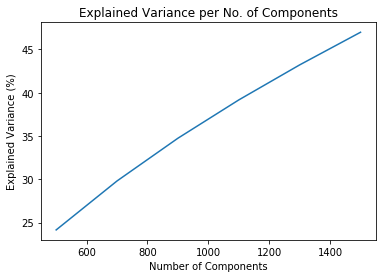 Explained Variance per No. of Components
Explained Variance (%)
45
40
35
30
25
600 800 1000 1200 1400
Number of Components